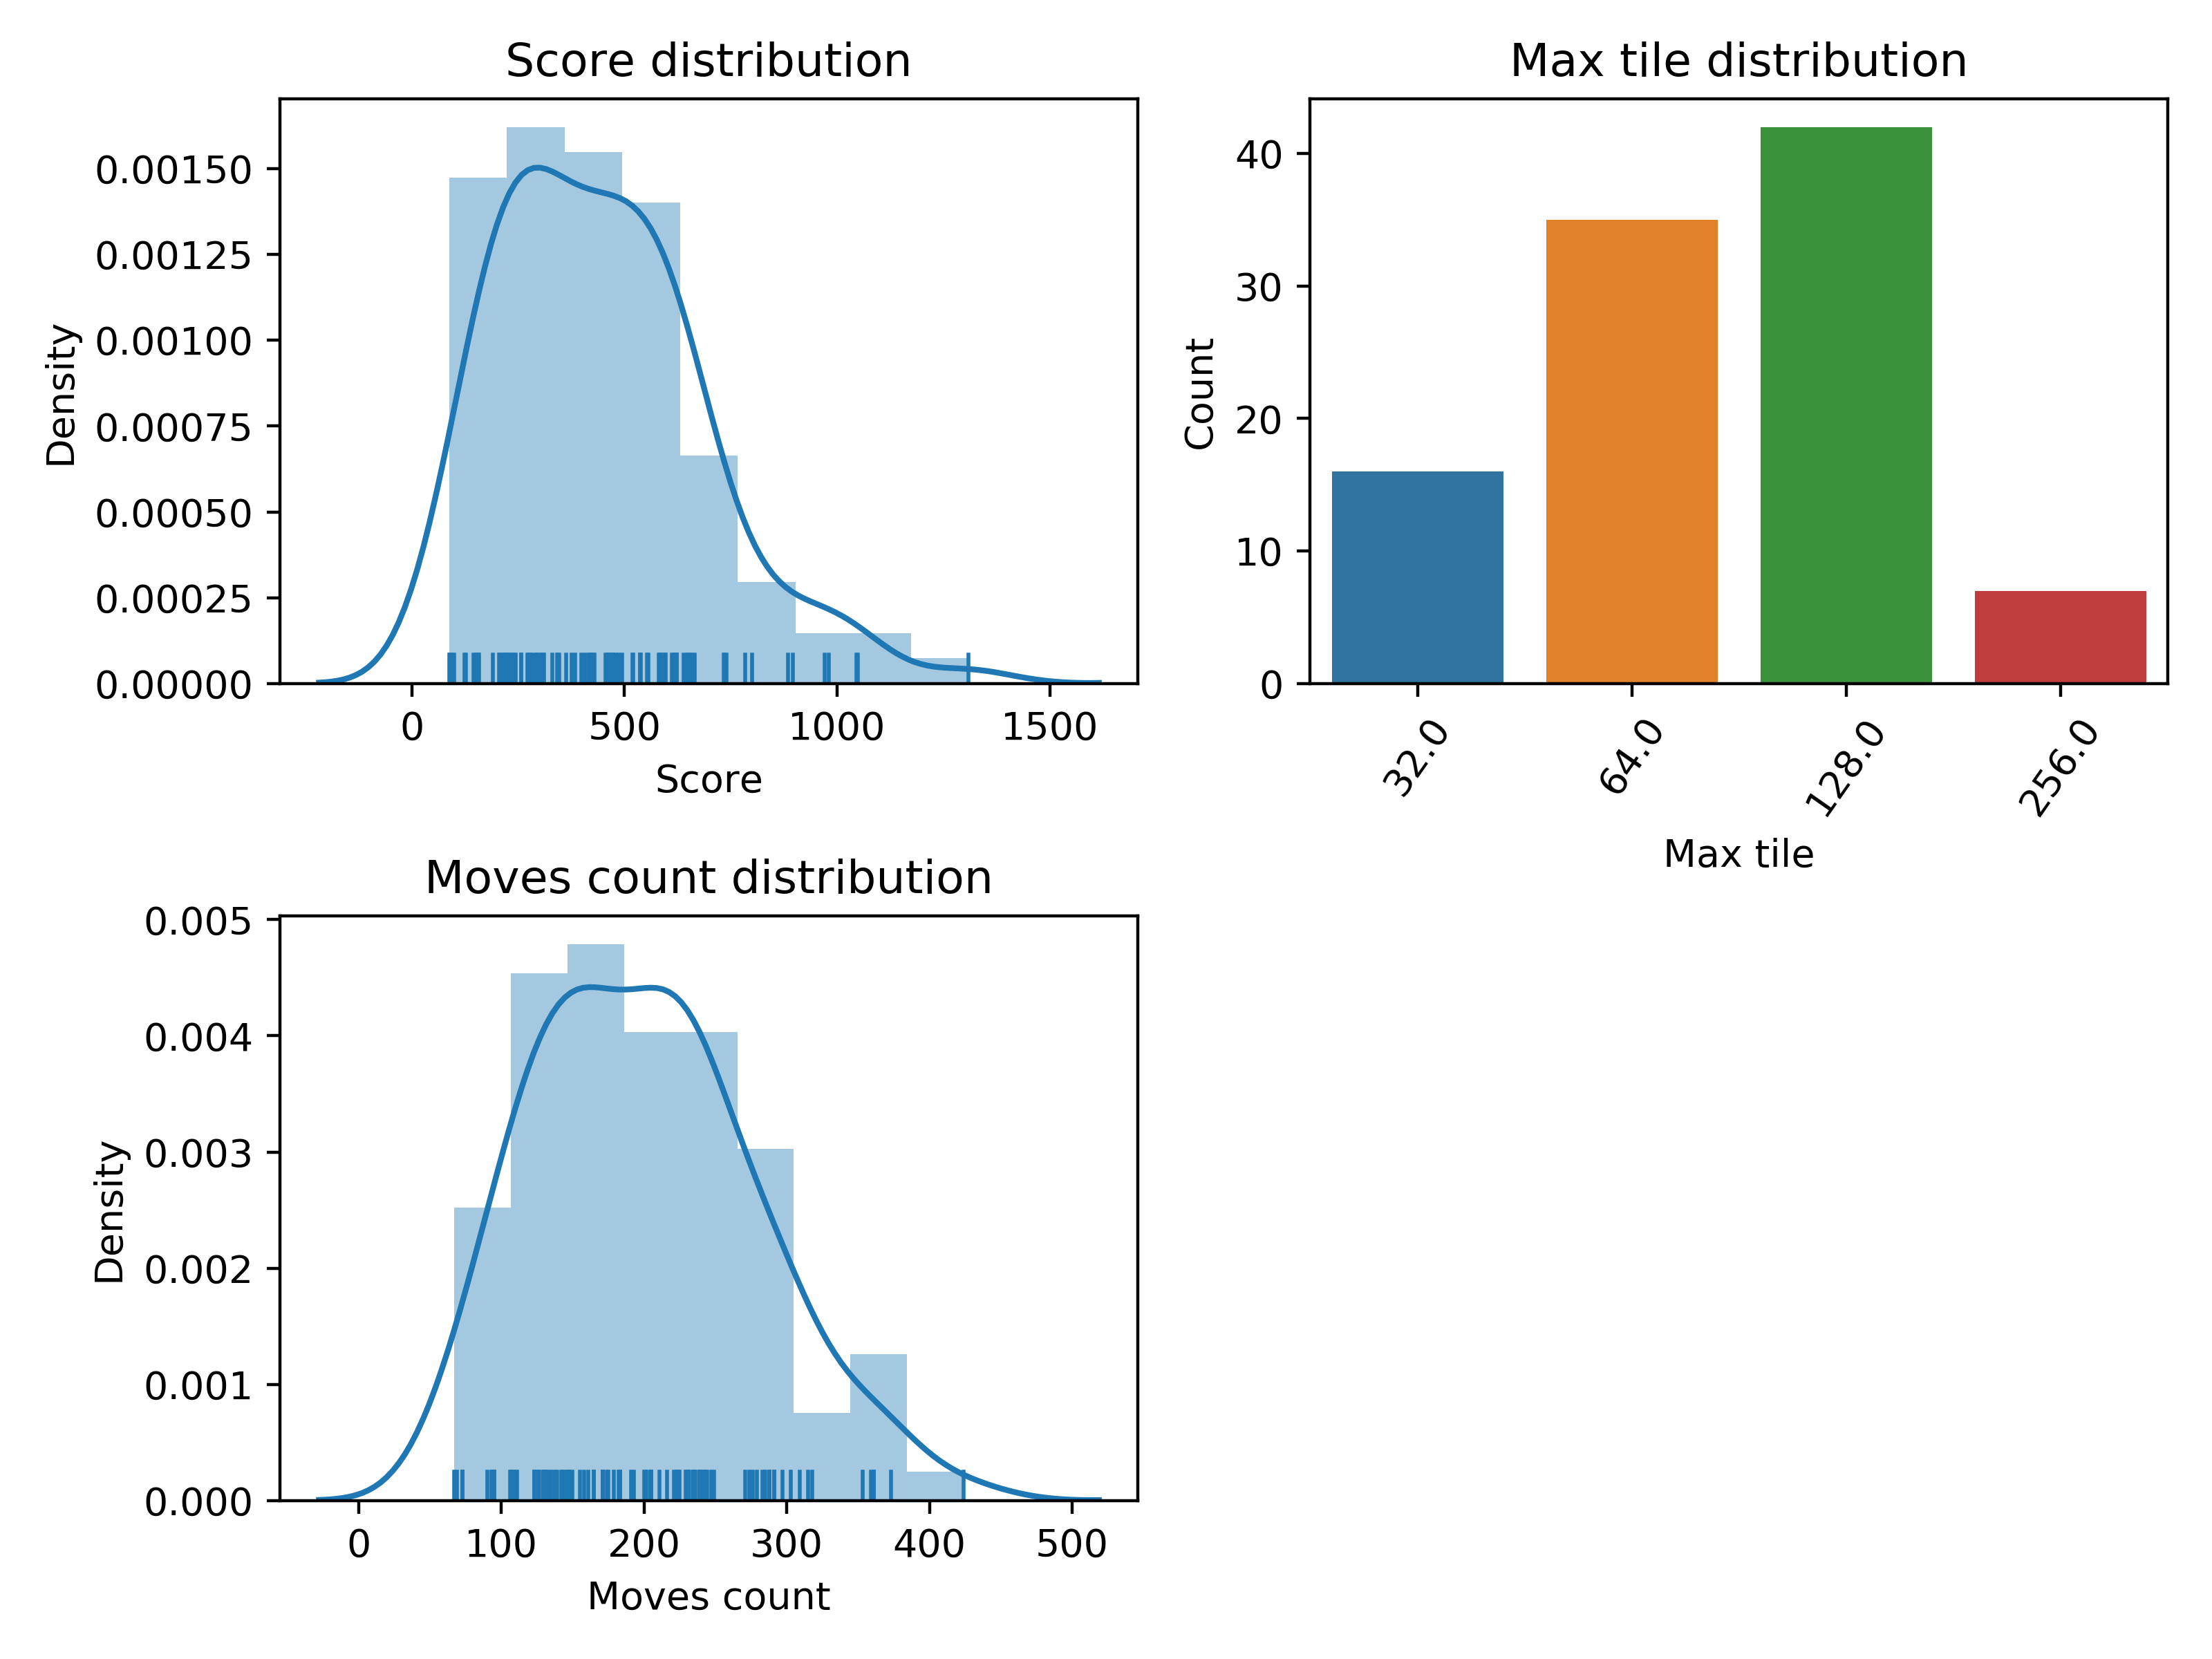 Score distribution
Density
0.00150
0.00125
0.00100
0.00075
0.00050
0.00025
0.00000
0 500 1000 1500
Score
Max tile distribution
Count
40
30
20
10
0
32.0 64.0 128.0 256.0
Max tile
Moves count distribution
Density
0.005
0.004
0.003
0.002
0.001
0.000
0 100 200 300 400 500
Moves count